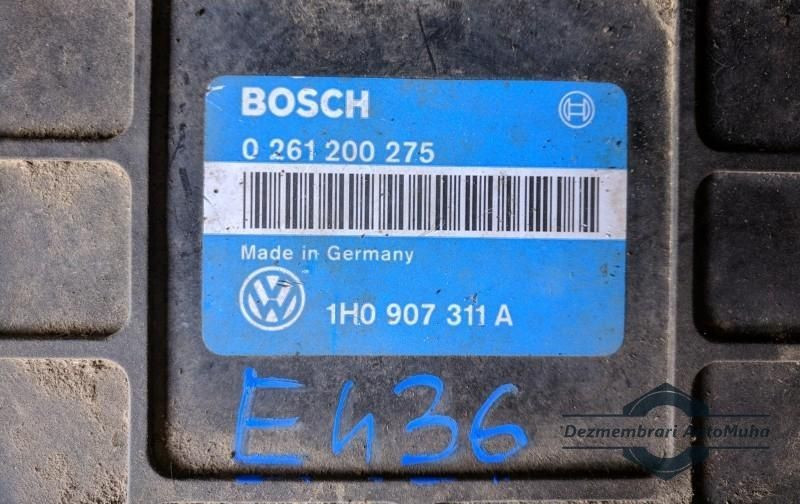 BOSCH
0 261 200 275
Made in Germany
1H0 907 311 A
E436
Dezmembrari AutoMuha